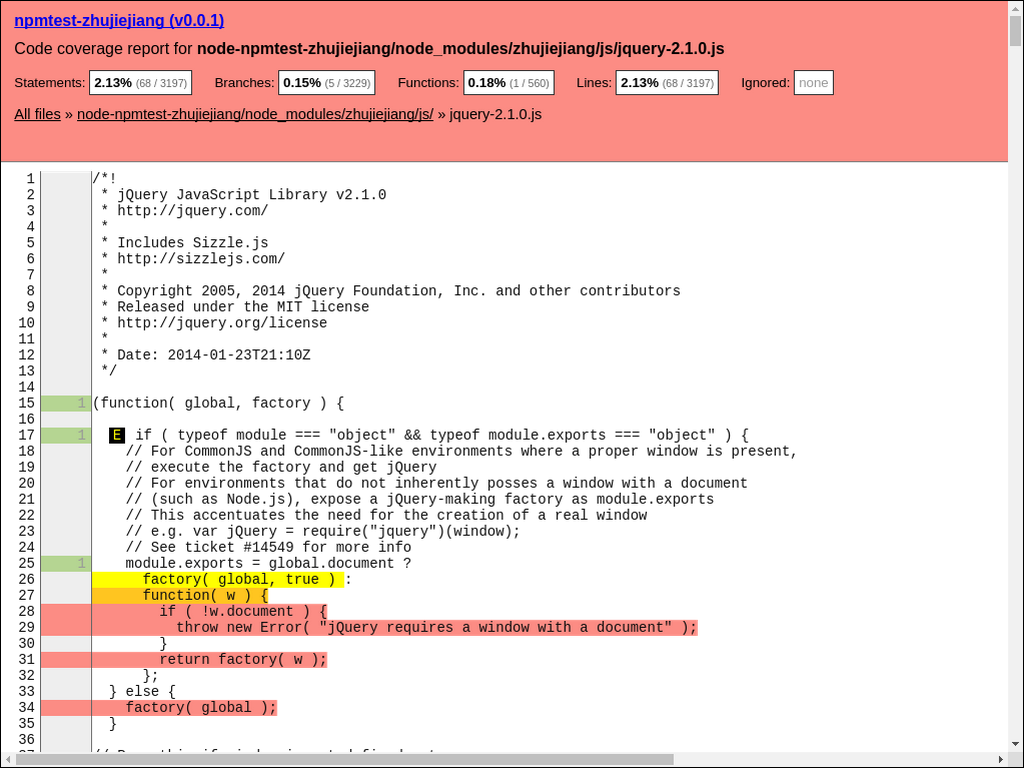 npmtest-zhujiejiang (v0.0.1)
Code coverage report for node-npmtest-zhujiejiang/node_modules/zhujiejiang/js/jquery-2.1.0.js
Statements: 2.13% (68 / 3197) Branches: 0.15% (5 / 3229) Functions: 0.18% (1 / 560) Lines: 2.13% (68 / 3197) Ignored: none
All files » node-npmtest-zhujiejiang/node_modules/zhujiejiang/js/ » jquery-2.1.0.js
1 /*!
2 * jQuery JavaScript Library v2.1.0
3 * http://jquery.com/
4 *
5 * Includes Sizzle.js
6 * http://sizzlejs.com/
7 *
8 * Copyright 2005, 2014 jQuery Foundation, Inc. and other contributors
9 * Released under the MIT license
10 * http://jquery.org/license
11 *
12 * Date: 2014-01-23T21:10Z
13 */
14
15 1 (function( global, factory ) {
16
17 1 E if ( typeof module === "object" && typeof module.exports === "object" ) {
18 // For CommonJS and CommonJS-like environments where a proper window is present,
19 // execute the factory and get jQuery
20 // For environments that do not inherently posses a window with a document
21 // (such as Node.js), expose a jQuery-making factory as module.exports
22 // This accentuates the need for the creation of a real window
23 // e.g. var jQuery = require("jquery")(window);
24 // See ticket #14549 for more info
25 1 module.exports = global.document ?
26 factory( global, true ) :
27 function( w ) {
28 if ( !w.document ) {
29 throw new Error( "jQuery requires a window with a document" );
30 }
31 return factory( w );
32 };
33 } else {
34 factory( global );
35 }
36